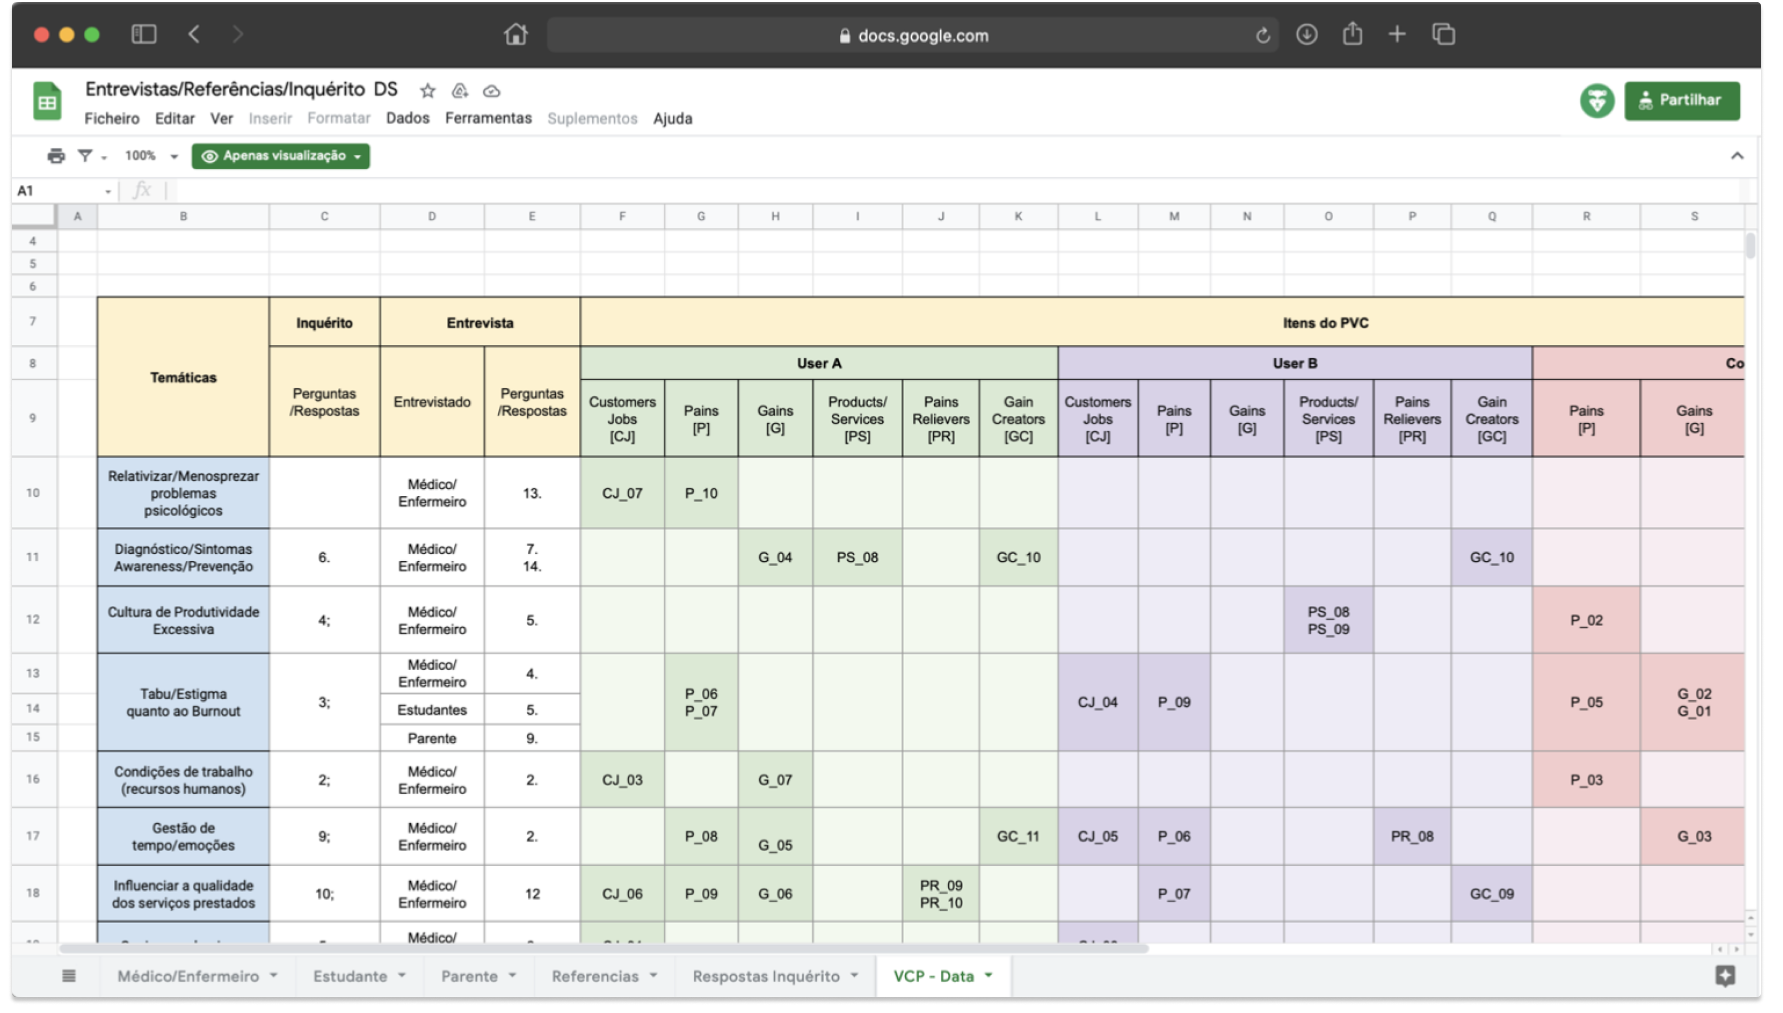 docs.google.com
Entrevistas/Referências/Inquérito DS
Partilhar
Ficheiro Editar Ver Inserir Formatar Dados Ferramentas Suplementos Ajuda
100% Apenas visualização
A1 fx
A B C D E F G H I J K L M N O P Q R S
4
5
6
7 Temáticas Inquérito Entrevista Itens do PVC
8 User A User B Co
9 Perguntas /Respostas Entrevistado Perguntas /Respostas Customers Jobs [CJ] Pains [P] Gains [G] Products/ Services [PS] Pains Relievers [PR] Gain Creators [GC] Customers Jobs [CJ] Pains [P] Gains [G] Products/ Services [PS] Pains Relievers [PR] Gain Creators [GC] Pains [P] Gains [G]
10 Relativizar/Menosprezar problemas psicológicos Médico/ Enfermeiro 13. CJ_07 P_10
11 Diagnóstico/Sintomas Awareness/Prevenção 6. Médico/ Enfermeiro 7. 14. G_04 PS_08 GC_10 GC_10
12 Cultura de Produtividade Excessiva 4; Médico/ Enfermeiro 5. PS_08 PS_09 P_02
13 Médico/ Enfermeiro 4.
14 Tabu/Estigma quanto ao Burnout 3; Estudantes 5. P_06 P_07 CJ_04 P_09 P_05 G_02 G_01
15 Parente 9.
16 Condições de trabalho (recursos humanos) 2; Médico/ Enfermeiro 2. CJ_03 G_07 P_03
17 Gestão de tempo/emoções 9; Médico/ Enfermeiro 2. P_08 G_05 GC_11 CJ_05 P_06 PR_08 G_03
18 Influenciar a qualidade dos serviços prestados 10; Médico/ Enfermeiro 12 CJ_06 P_09 G_06 PR_09 PR_10 P_07 GC_09
Médico/
Médico/Enfermeiro Estudante Parente Referencias Respostas Inquérito VCP - Data